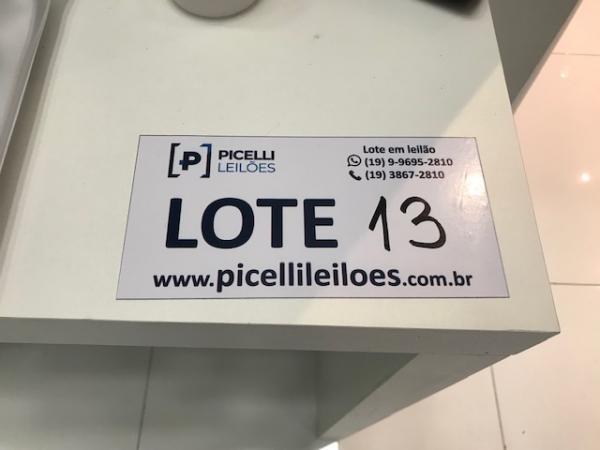 [P] PICELLI
LEILÕES
Lote em leilão
(19) 9-9695-2810
(19) 3867-2810
LOTE 13
www.picellileiloes.com.br